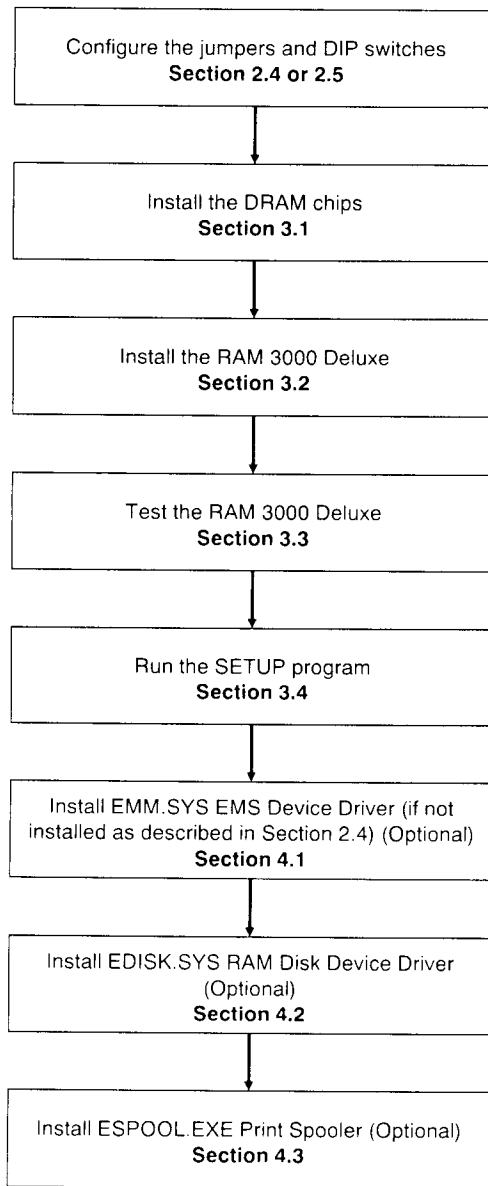 Configure the jumpers and DIP switches
Section 2.4 or 2.5
Install the DRAM chips
Section 3.1
Install the RAM 3000 Deluxe
Section 3.2
Test the RAM 3000 Deluxe
Section 3.3
Run the SETUP program
Section 3.4
Install EMM.SYS EMS Device Driver (if not
installed as described in Section 2.4) (Optional)
Section 4.1
Install EDISK.SYS RAM Disk Device Driver
(Optional)
Section 4.2
Install ESPOOL.EXE Print Spooler (Optional)
Section 4.3